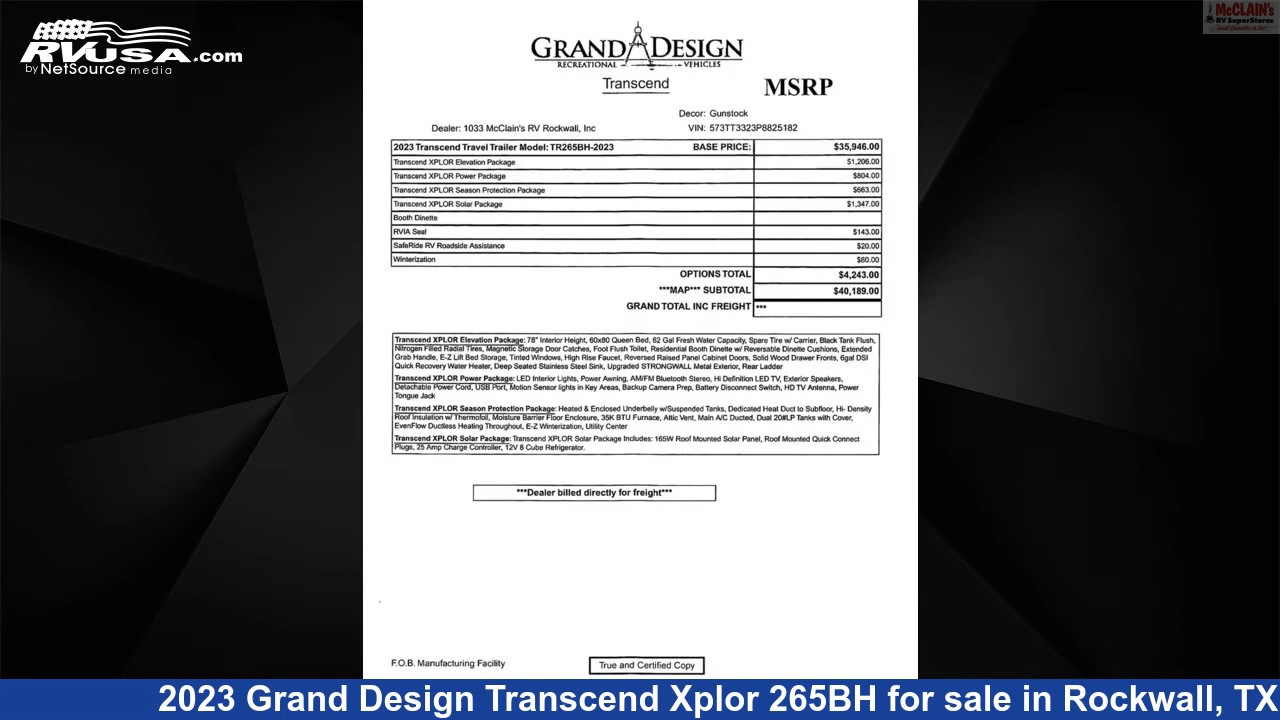 RVUSA.com
by NetSource media
McCLAIN'S
RV SuperStores
GRAND DESIGN
RECREATIONAL VEHICLES
Transcend
MSRP
Decor: Gunstock
Dealer: 1033 McClain's RV Rockwall, Inc
VIN: 573TT3323P8825182
2023 Transcend Travel Trailer Model: TR265BH-2023 BASE PRICE: $35,946.00
Transcend XPLOR Elevation Package $1,206.00
Transcend XPLOR Power Package $804.00
Transcend XPLOR Season Protection Package $663.00
Transcend XPLOR Solar Package $1,347.00
Booth Dinette
RVIA Seal $143.00
SafeRide RV Roadside Assistance $20.00
Winterization $60.00
OPTIONS TOTAL $4,243.00
***MAP*** SUBTOTAL $40,189.00
GRAND TOTAL INC FREIGHT ***
Transcend XPLOR Elevation Package: 78" Interior Height, 60x80 Queen Bed, 62 Gal Fresh Water Capacity, Spare Tire w/ Carrier, Black Tank Flush,
Nitrogen Filled Radial Tires, Magnetic Storage Door Catches, Foot Flush Toilet, Residential Booth Dinette w/ Reversable Dinette Cushions, Extended
Grab Handle, E-Z Lift Bed Storage, Tinted Windows, High Rise Faucet, Reversed Raised Panel Cabinet Doors, Solid Wood Drawer Fronts, 6gal DSI
Quick Recovery Water Heater, Deep Seated Stainless Steel Sink, Upgraded STRONGWALL Metal Exterior, Rear Ladder
Transcend XPLOR Power Package: LED Interior Lights, Power Awning, AM/FM Bluetooth Stereo, Hi Definition LED TV, Exterior Speakers,
Detachable Power Cord, USB Port, Motion Sensor lights in Key Areas, Backup Camera Prep, Battery Disconnect Switch, HD TV Antenna, Power
Tongue Jack
Transcend XPLOR Season Protection Package: Heated & Enclosed Underbelly w/Suspended Tanks, Dedicated Heat Duct to Subfloor, Hi- Density
Roof Insulation w/ Thermofoil, Moisture Barrier Floor Enclosure, 35K BTU Furnace, Attic Vent, Main A/C Ducted, Dual 20#LP Tanks with Cover,
EvenFlow Ductless Heating Throughout, E-Z Winterization, Utility Center
Transcend XPLOR Solar Package: Transcend XPLOR Solar Package Includes: 165W Roof Mounted Solar Panel, Roof Mounted Quick Connect
Plugs, 25 Amp Charge Controller, 12V 8 Cube Refrigerator.
***Dealer billed directly for freight***
F.O.B. Manufacturing Facility
True and Certified Copy
2023 Grand Design Transcend Xplor 265BH for sale in Rockwall, TX